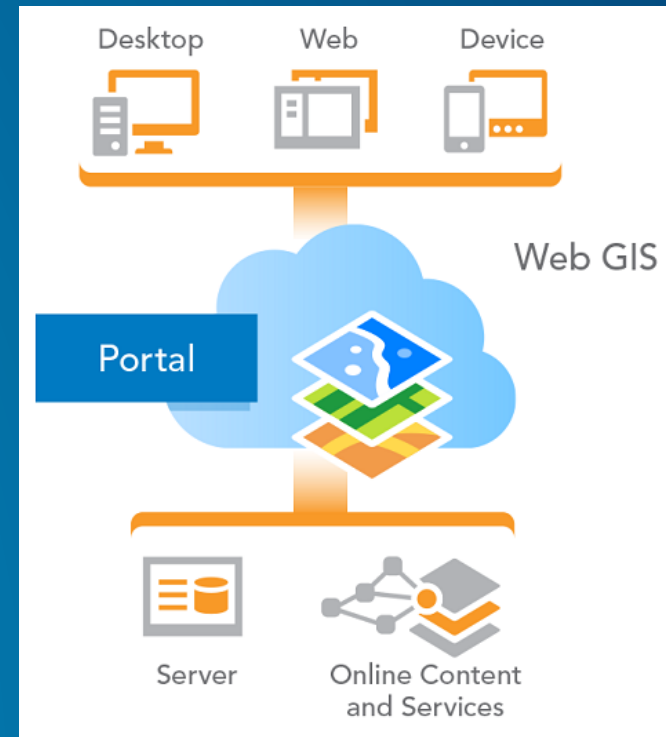 Desktop
Web
Device
Web GIS
Portal
Server
Online Content
and Services